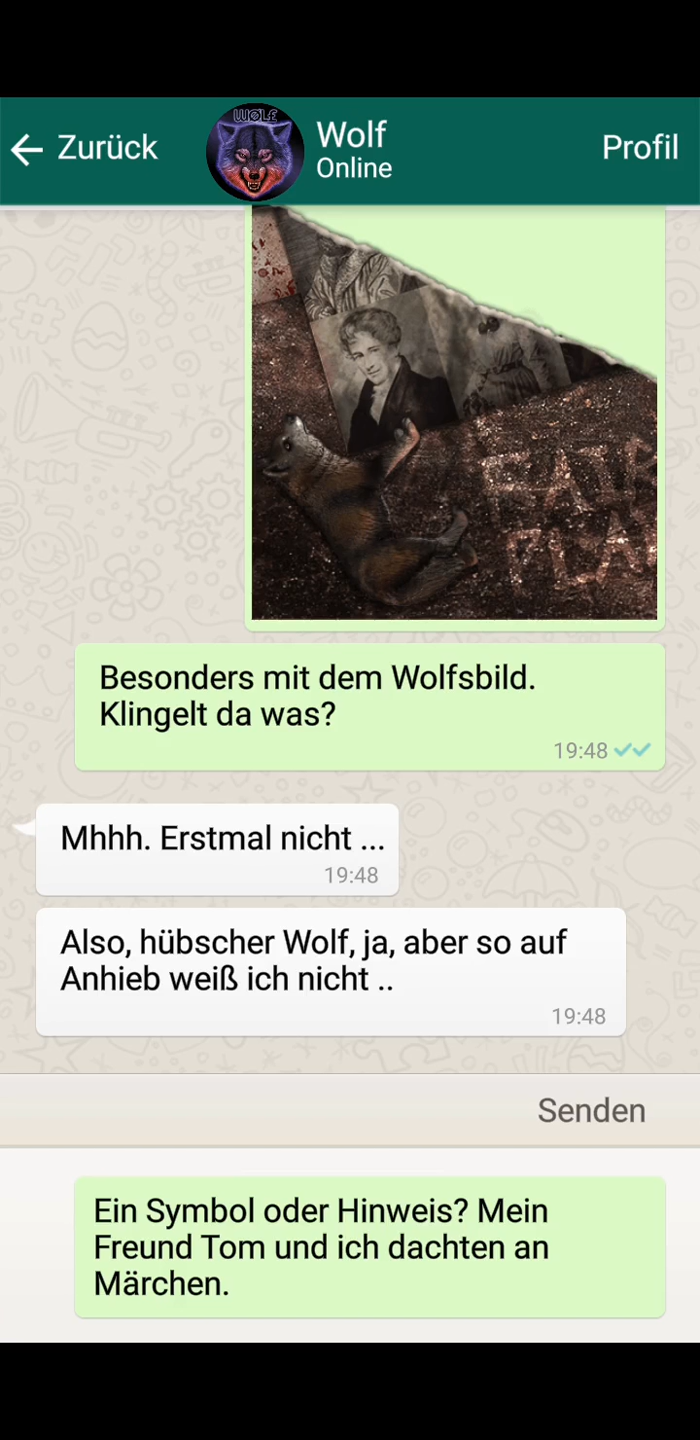 Zurück
WOLF
Wolf
Online
Profil
FAIR
PLA
Besonders mit dem Wolfsbild.
Klingelt da was?
19:48
Mhhh. Erstmal nicht ...
19:48
Also, hübscher Wolf, ja, aber so auf
Anhieb weiß ich nicht ..
19:48
Senden
Ein Symbol oder Hinweis? Mein
Freund Tom und ich dachten an
Märchen.